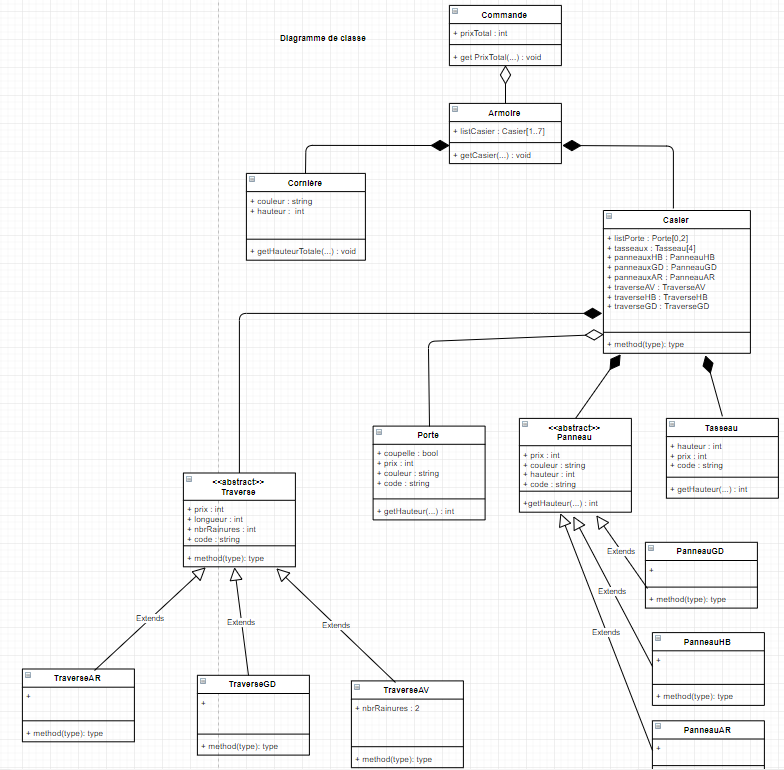 Commande
+ prixTotal : int
+ get PrixTotal(...) : void
Diagramme de classe
Armoire
+ listCasier : Casier[1..7]
+ getCasier(...) : void
Cornière
+ couleur : string
+ hauteur : int
+ getHauteurTotale(...) : void
Casier
+ listPorte : Porte[0,2]
+ tasseaux : Tasseau[4]
+ panneauxHB : PanneauHB
+ panneauxGD : PanneauGD
+ panneauxAR : PanneauAR
+ traverseAV : TraverseAV
+ traverseHB : TraverseHB
+ traverseGD : TraverseGD
+ method(type): type
Porte
+ coupelle : bool
+ prix : int
+ couleur : string
+ code : string
+ getHauteur(...) : int
<<abstract>>
Panneau
+ prix : int
+ couleur : string
+ hauteur : int
+ code : string
+getHauteur(...) : int
Tasseau
+ hauteur : int
+ prix : int
+ code : string
+ getHauteur(...) : int
<<abstract>>
Traverse
+ prix : int
+ longueur : int
+ nbrRainures : int
+ code : string
+ method(type): type
Extends
Extends
Extends
Extends
Extends
Extends
PanneauGD
+
+ method(type): type
PanneauHB
+
+ method(type): type
PanneauAR
+
TraverseAR
+
+ method(type): type
TraverseGD
+
+ method(type): type
TraverseAV
+ nbrRainures : 2
+ method(type): type